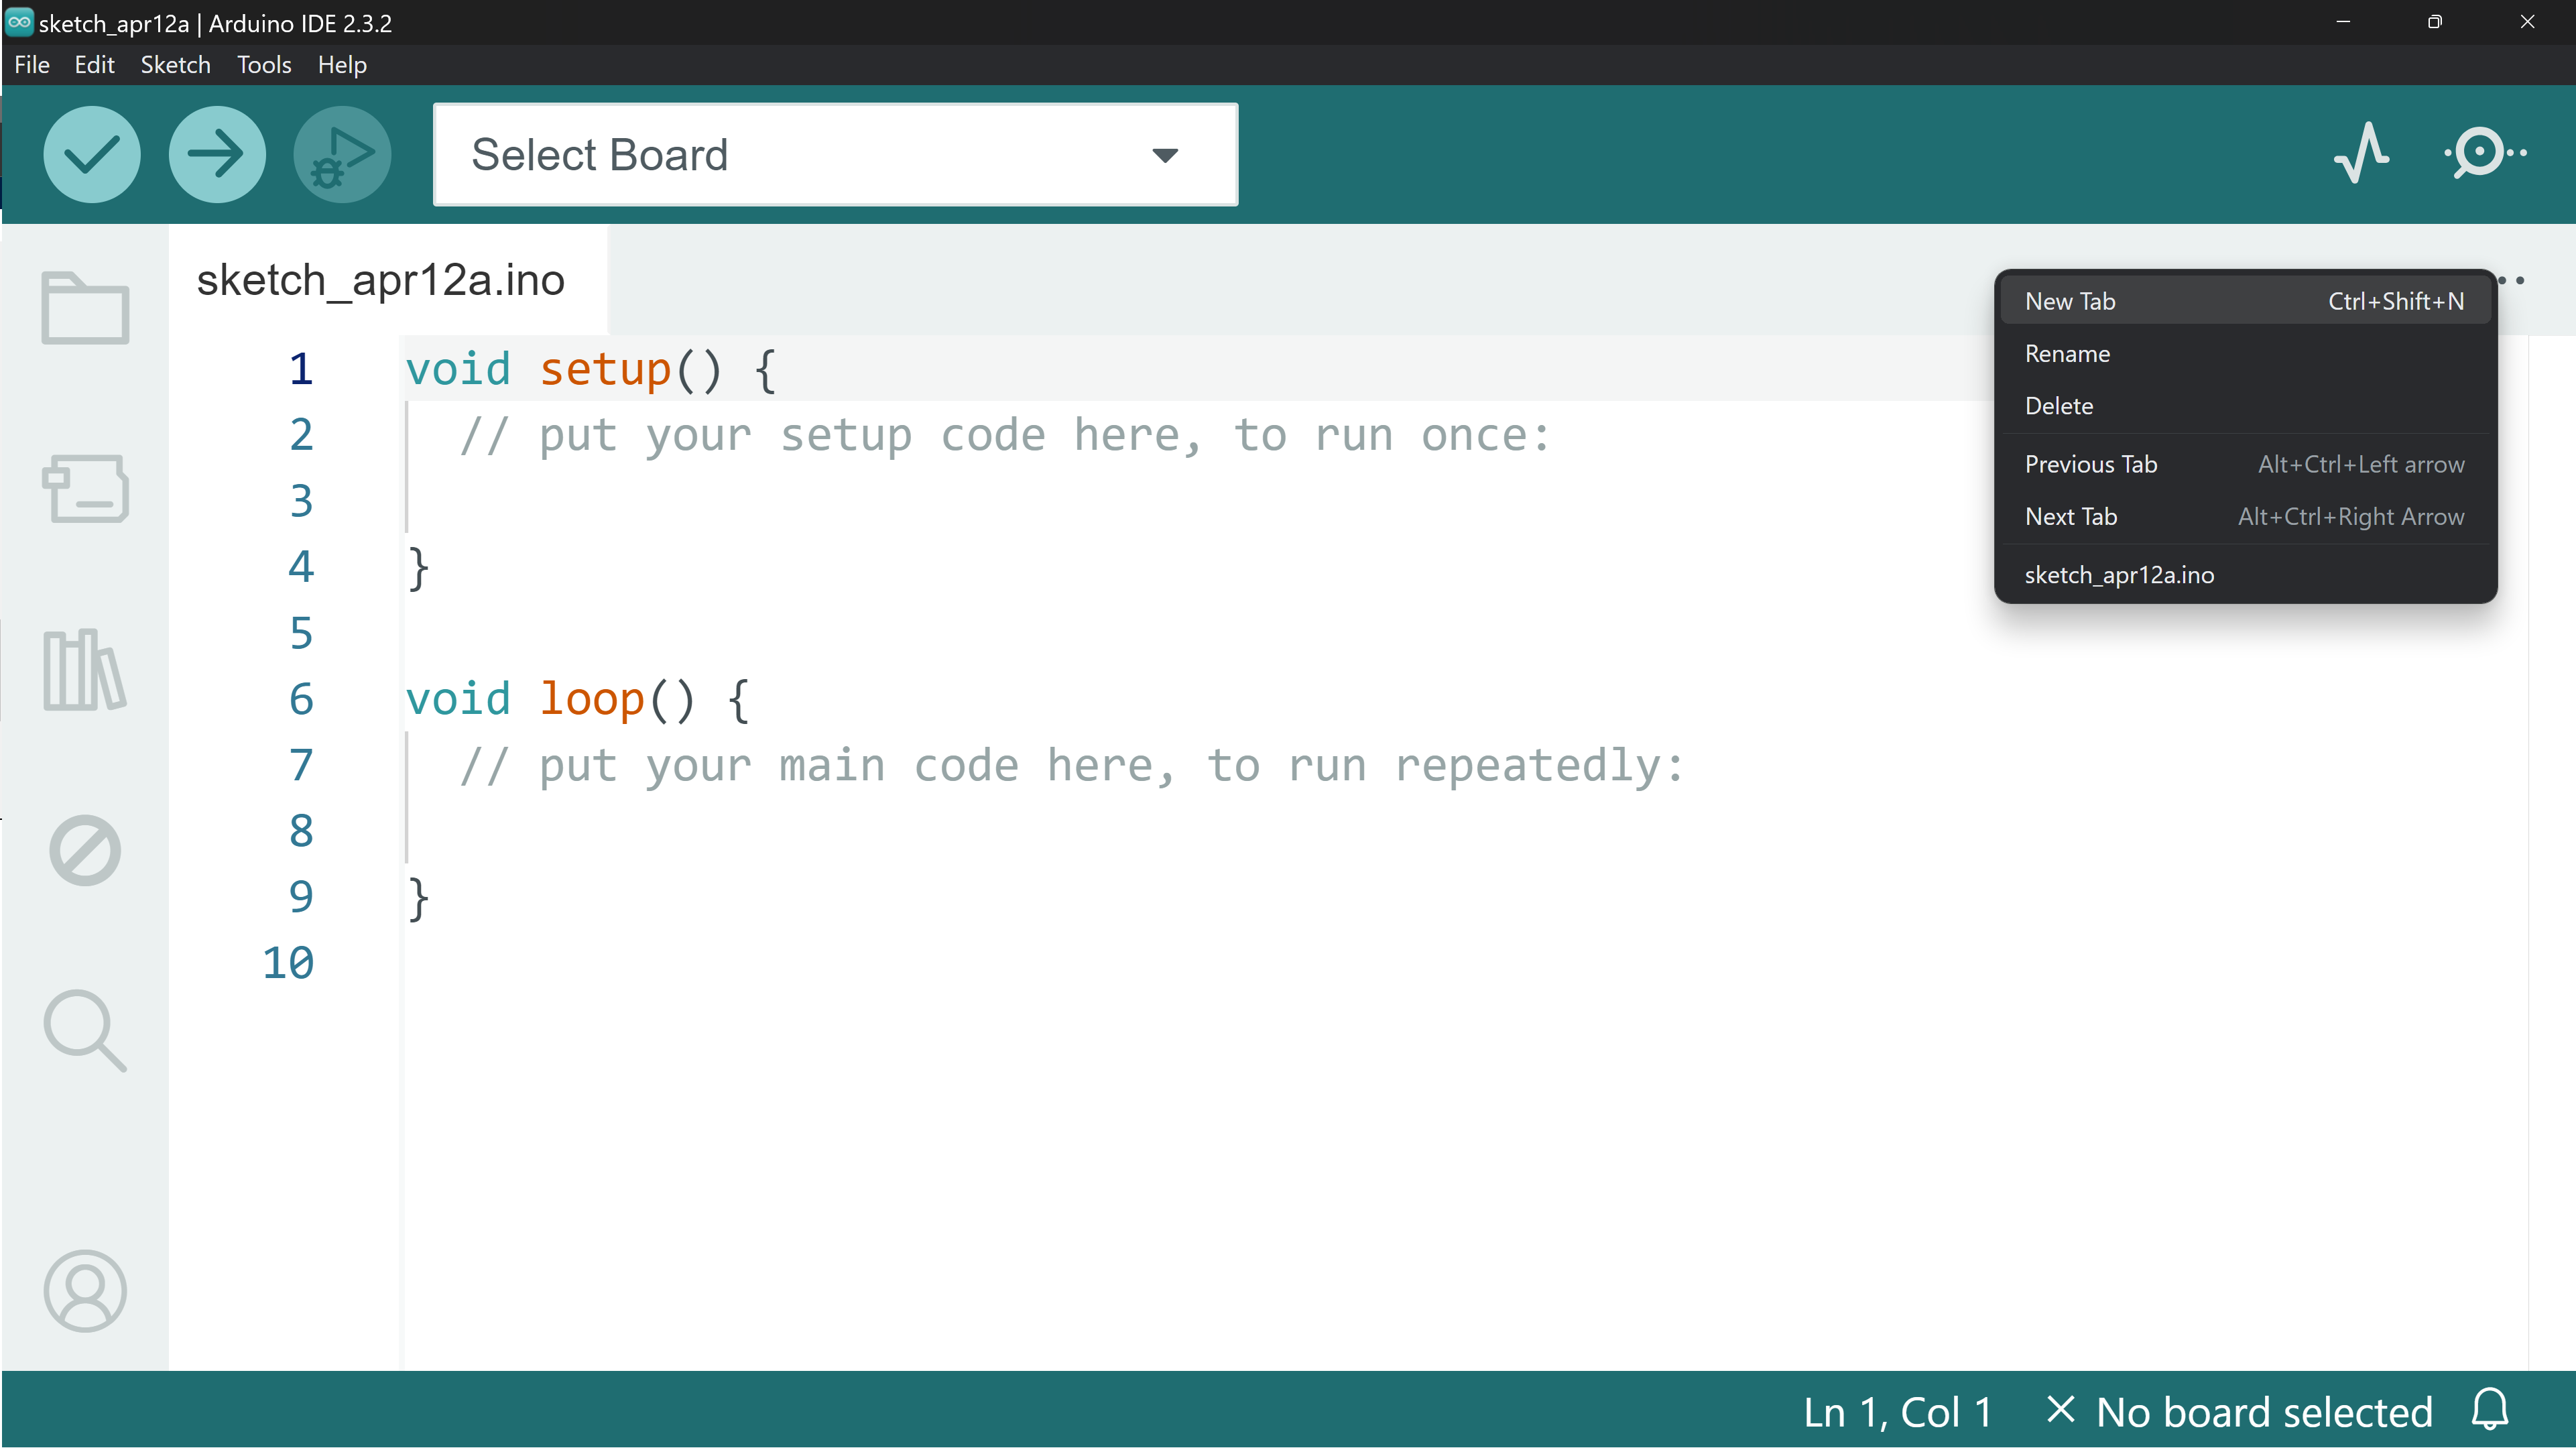 sketch_apr12a | Arduino IDE 2.3.2
File Edit Sketch Tools Help
Select Board
sketch_apr12a.ino
1 void setup() {
2 // put your setup code here, to run once:
3
4 }
5
6 void loop() {
7 // put your main code here, to run repeatedly:
8
9 }
10
New Tab Ctrl+Shift+N
Rename
Delete
Previous Tab Alt+Ctrl+Left arrow
Next Tab Alt+Ctrl+Right Arrow
sketch_apr12a.ino
Ln 1, Col 1 No board selected